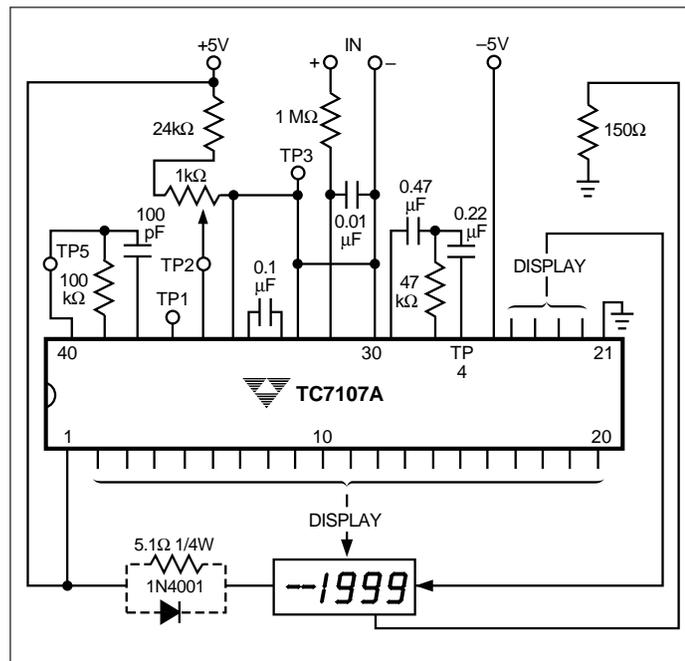 +5V
IN
–5V
+
–
24kΩ
1 MΩ
150Ω
TP3
1kΩ
100
pF
0.01
µF
0.47
µF
0.22
µF
TP5
100
kΩ
TP2
TP1
0.1
µF
47
kΩ
DISPLAY
40
30
TP
4
21
TC7107A
1
10
20
DISPLAY
5.1Ω 1/4W
1N4001
--1999